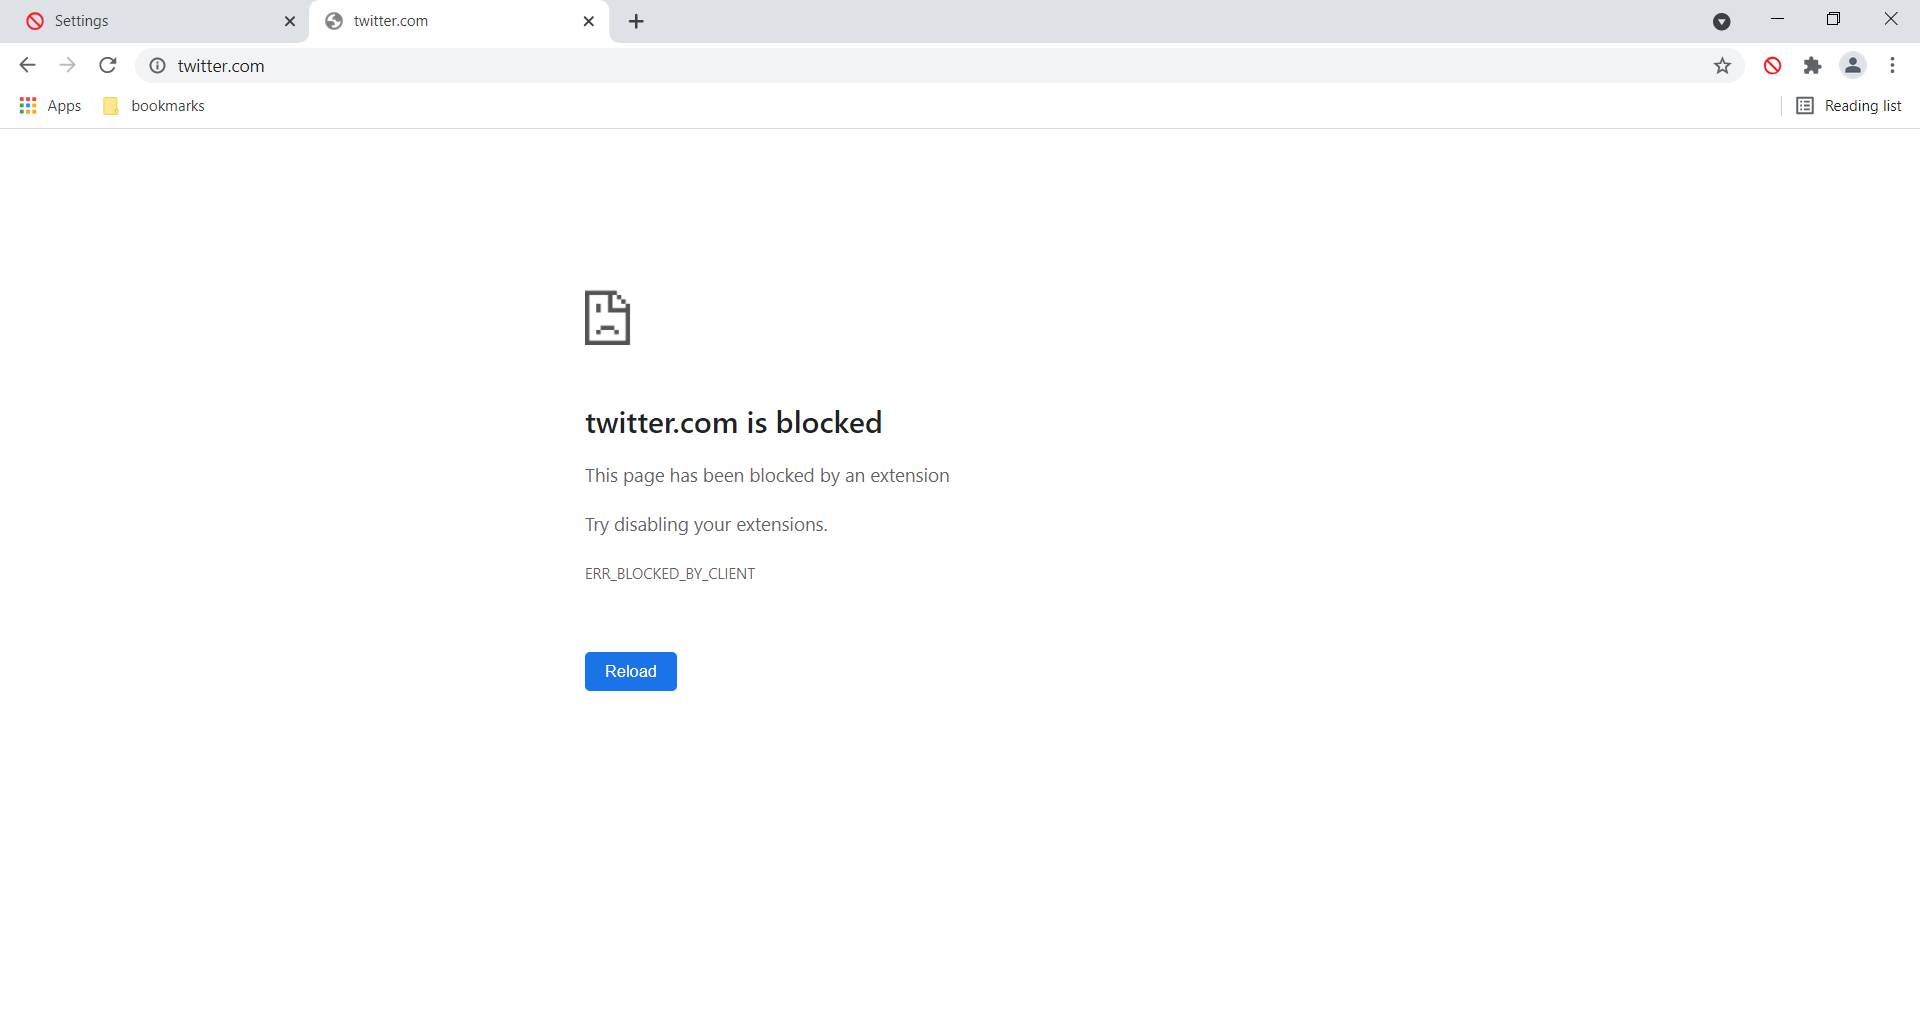 Settings
twitter.com
twitter.com
Apps
bookmarks
Reading list
twitter.com is blocked
This page has been blocked by an extension
Try disabling your extensions.
ERR_BLOCKED_BY_CLIENT
Reload